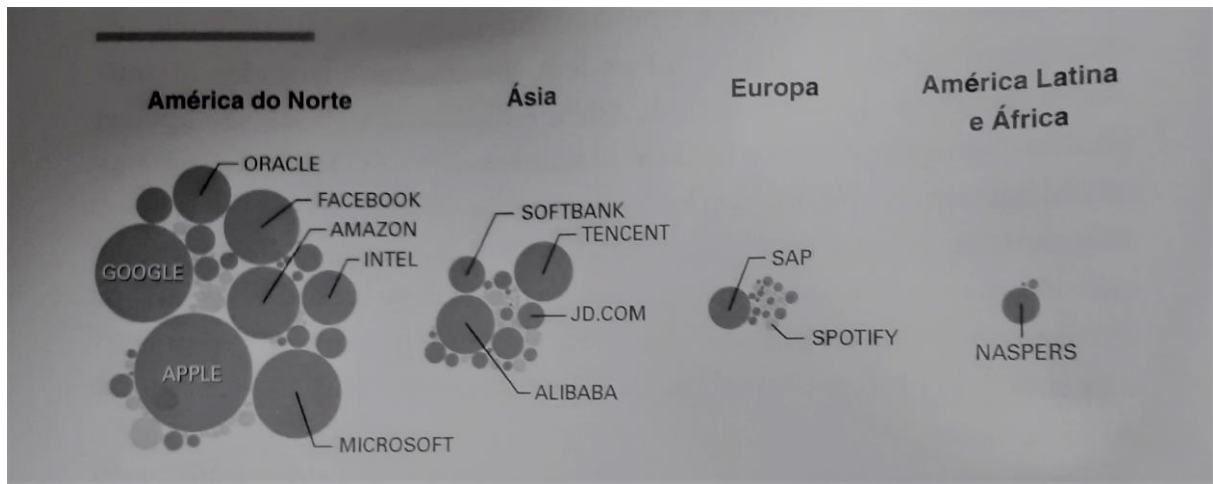 América do Norte
ORACLE
FACEBOOK
AMAZON
INTEL
GOOGLE
APPLE
MICROSOFT
Ásia
SOFTBANK
TENCENT
JD.COM
ALIBABA
Europa
SAP
SPOTIFY
América Latina
e África
NASPERS